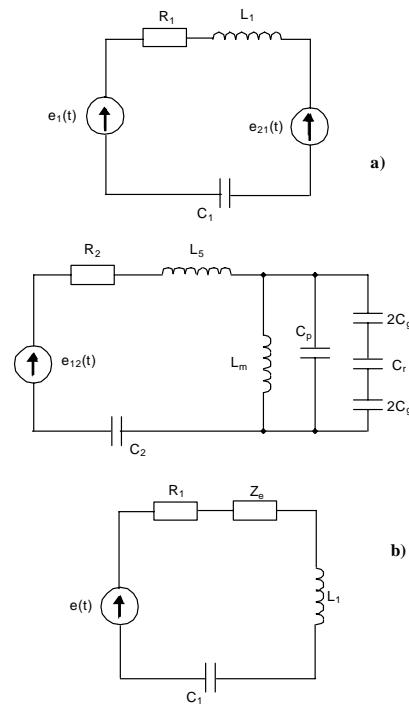 R1 L1
e1(t) e21(t)
a)
C1
R2 L5
2Cg
Cp
Lm Cr
e12(t)
2Cg
C2
R1 Ze
b)
e(t) L1
C1